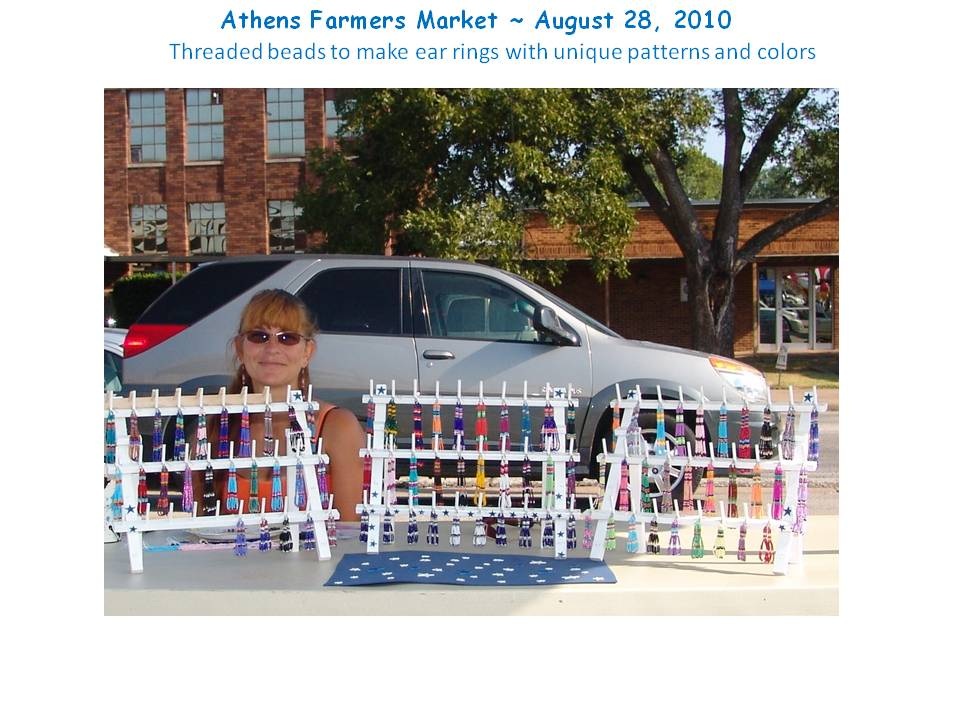 Athens Farmers Market ~ August 28, 2010
Threaded beads to make ear rings with unique patterns and colors